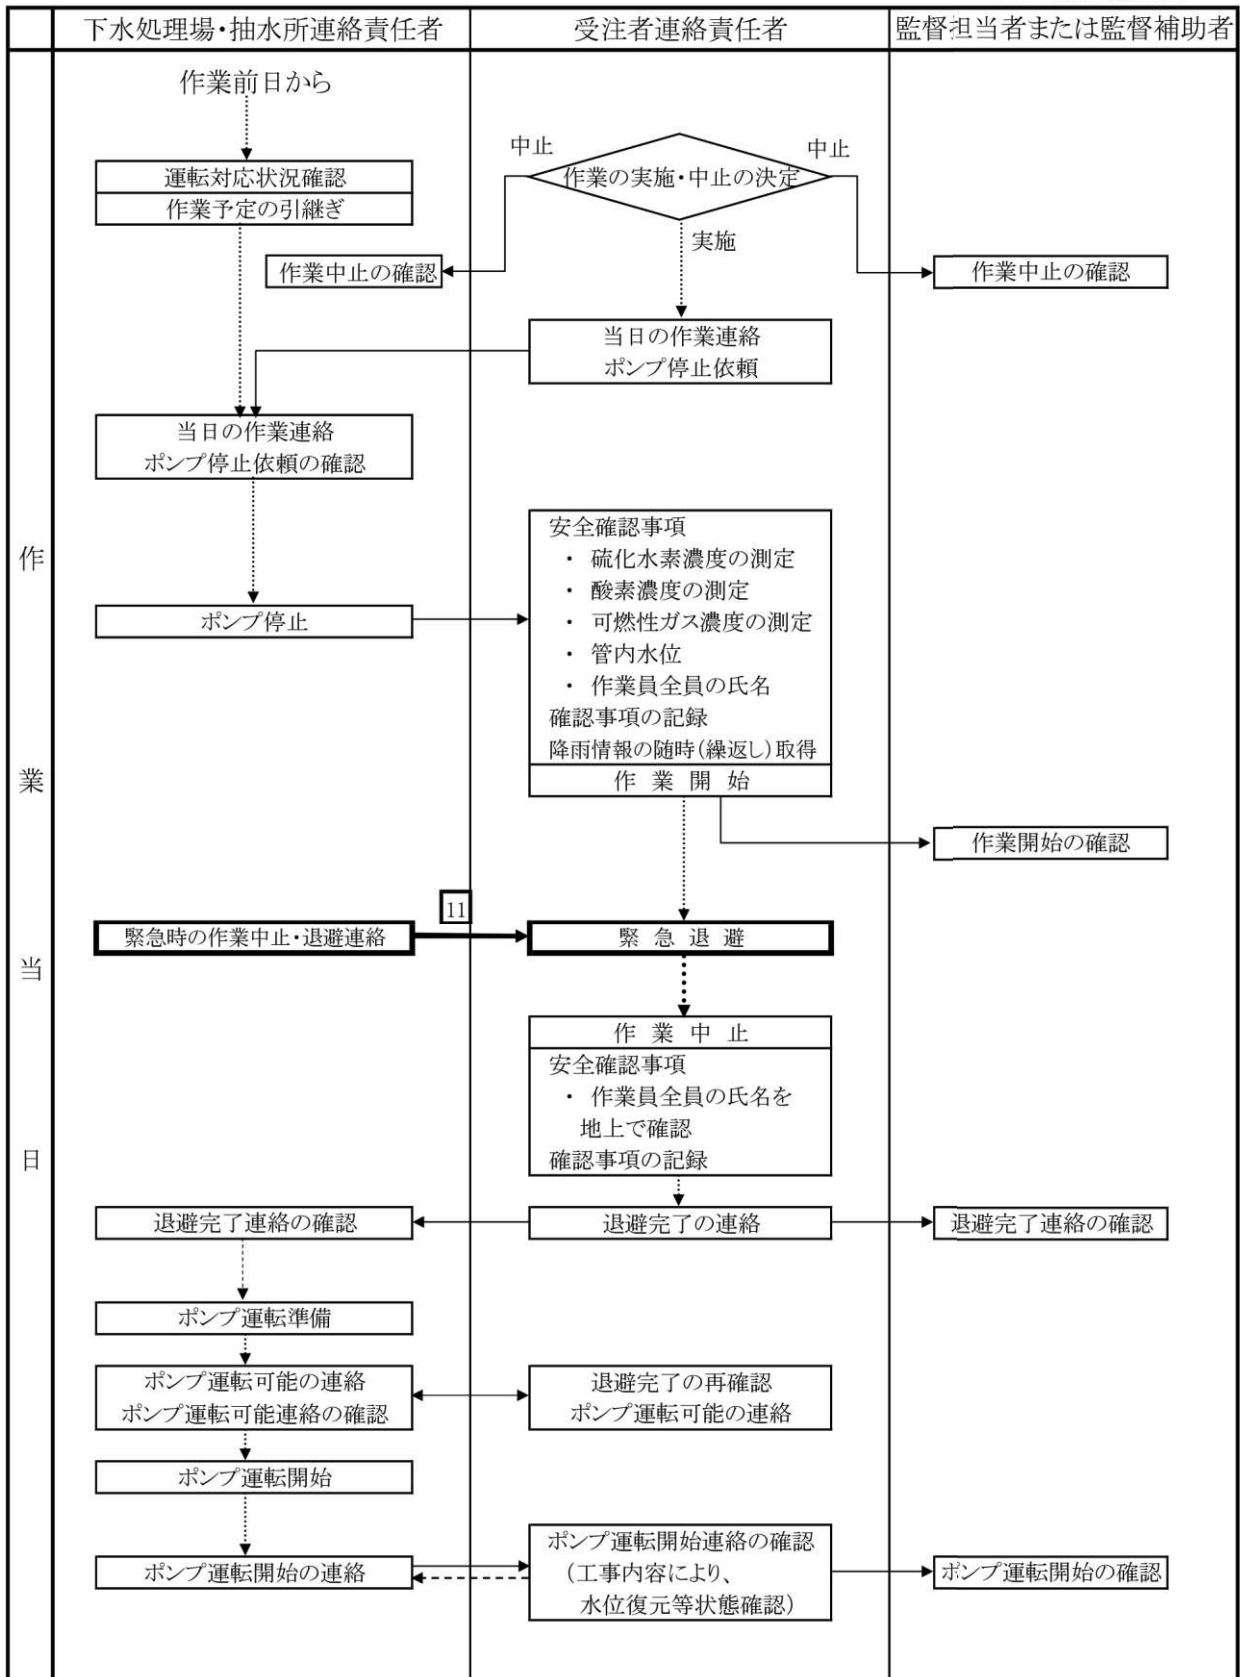 下水処理場・抽水所連絡責任者
受注者連絡責任者
監督担当者または監督補助者
作業当日
作業前日から
中止
中止
作業の実施・中止の決定
運転対応状況確認
作業予定の引継ぎ
実施
作業中止の確認
作業中止の確認
当日の作業連絡
ポンプ停止依頼
当日の作業連絡
ポンプ停止依頼の確認
安全確認事項
・ 硫化水素濃度の測定
・ 酸素濃度の測定
・ 可燃性ガス濃度の測定
・ 管内水位
・ 作業員全員の氏名
確認事項の記録
降雨情報の随時(繰返し)取得
作 業 開 始
ポンプ停止
作業開始の確認
11
緊急時の作業中止・退避連絡
緊 急 退 避
作 業 中 止
安全確認事項
・ 作業員全員の氏名を
地上で確認
確認事項の記録
退避完了連絡の確認
退避完了の連絡
退避完了連絡の確認
ポンプ運転準備
ポンプ運転可能の連絡
ポンプ運転可能連絡の確認
退避完了の再確認
ポンプ運転可能の連絡
ポンプ運転開始
ポンプ運転開始の連絡
ポンプ運転開始連絡の確認
(工事内容により、
水位復元等状態確認)
ポンプ運転開始の確認